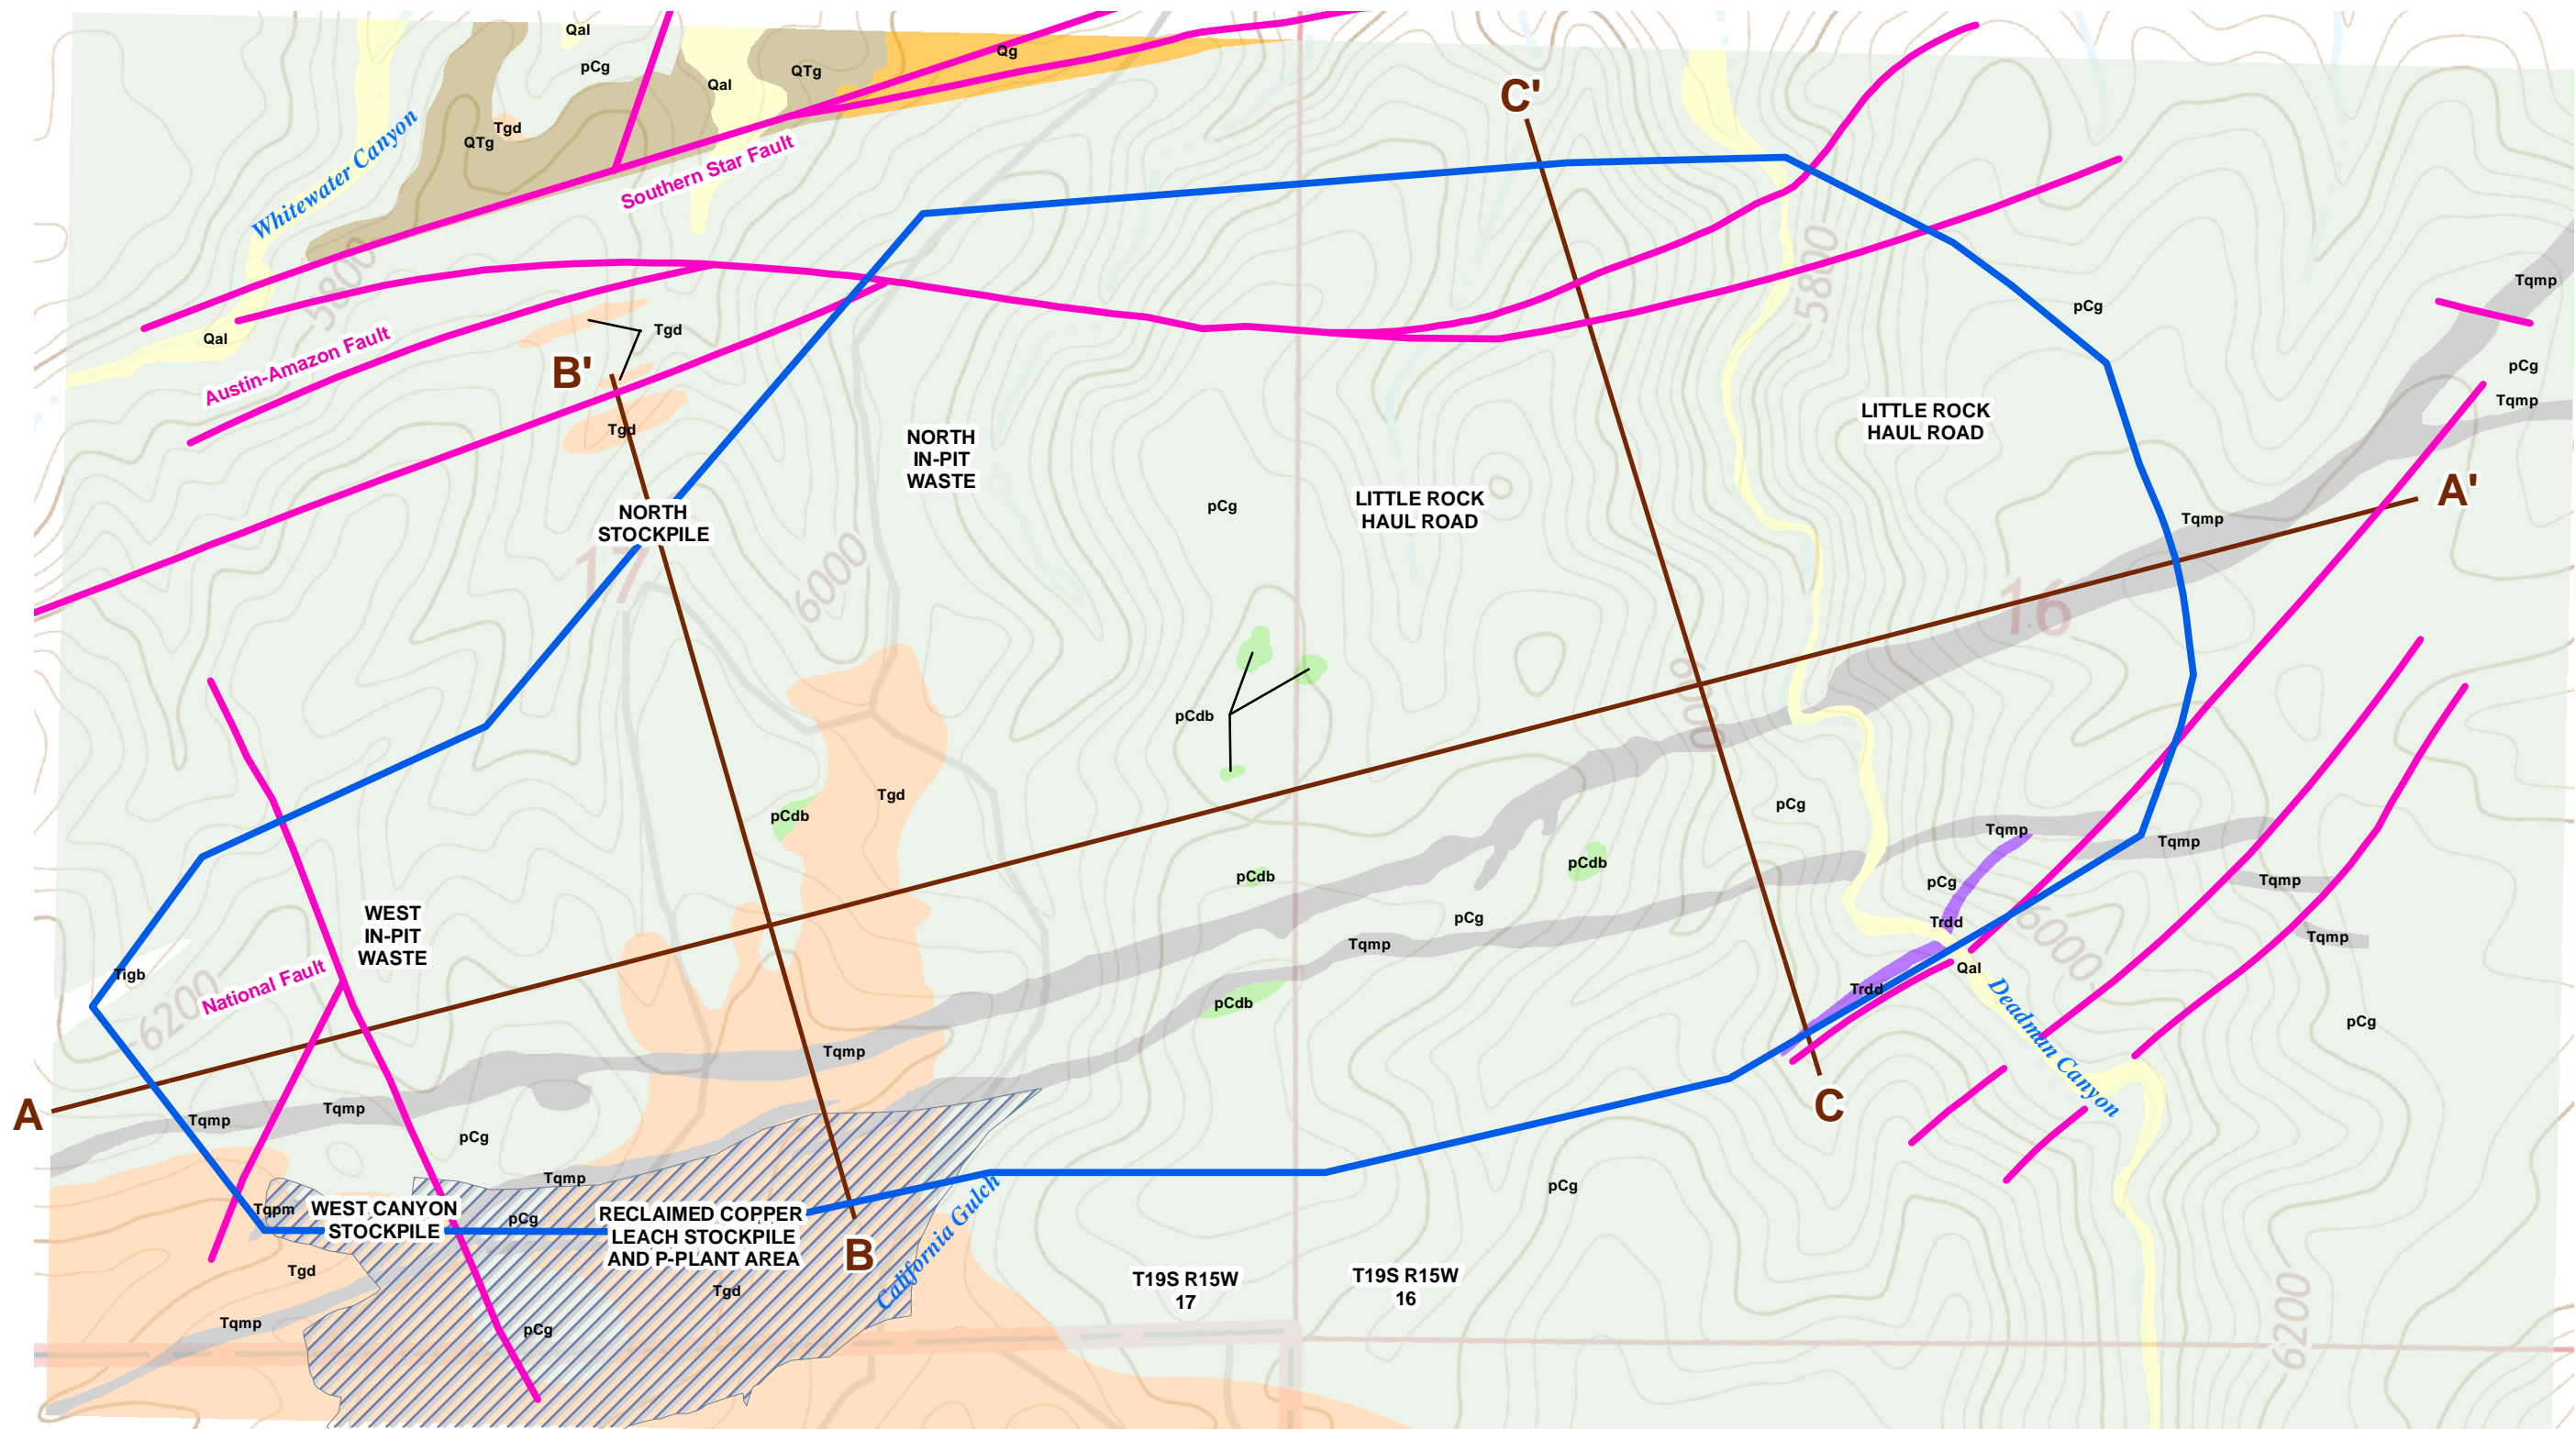 Qal
pCg
Qg
QTg
Qal
C'
Whitewater Canyon
Tgd
QTg
Southern Star Fault
5800
5800
Tqmp
pCg
Qal
Tgd
Austin-Amazon Fault
B'
pCg
Tqmp
LITTLE ROCK
HAUL ROAD
Tgd
NORTH
IN-PIT
WASTE
A'
pCg
LITTLE ROCK
HAUL ROAD
NORTH
STOCKPILE
Tqmp
17
6000
16
6000
pCdb
Tgd
pCdb
pCg
Tqmp
Tqmp
pCdb
pCdb
Tqmp
pCg
WEST
IN-PIT
WASTE
pCg
Trdd
Tqmp
Tqmp
6000
Tigb
National Fault
6200
Qal
Trdd
pCdb
Deadman Canyon
pCg
Tqmp
A
Tqmp
Tqmp
C
pCg
Tqmp
pCg
Tqpm
WEST CANYON
STOCKPILE
pCg
RECLAIMED COPPER
LEACH STOCKPILE
AND P-PLANT AREA
B
California Gulch
Tgd
Tgd
T19S R15W
17
T19S R15W
16
Tqmp
pCg
6200